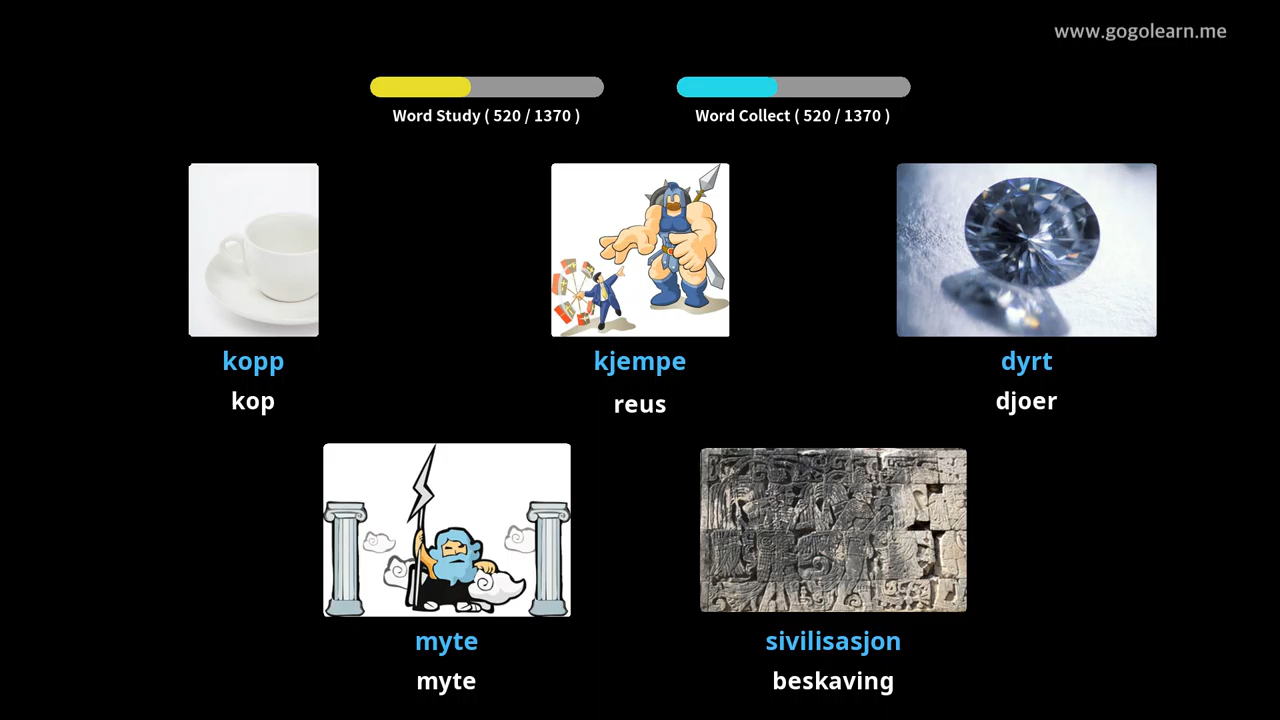 www.gogolearn.me
Word Study ( 520 / 1370 )
Word Collect ( 520 / 1370 )
kopp
kop
kjempe
reus
dyrt
djoer
myte
myte
sivilisasjon
beskaving